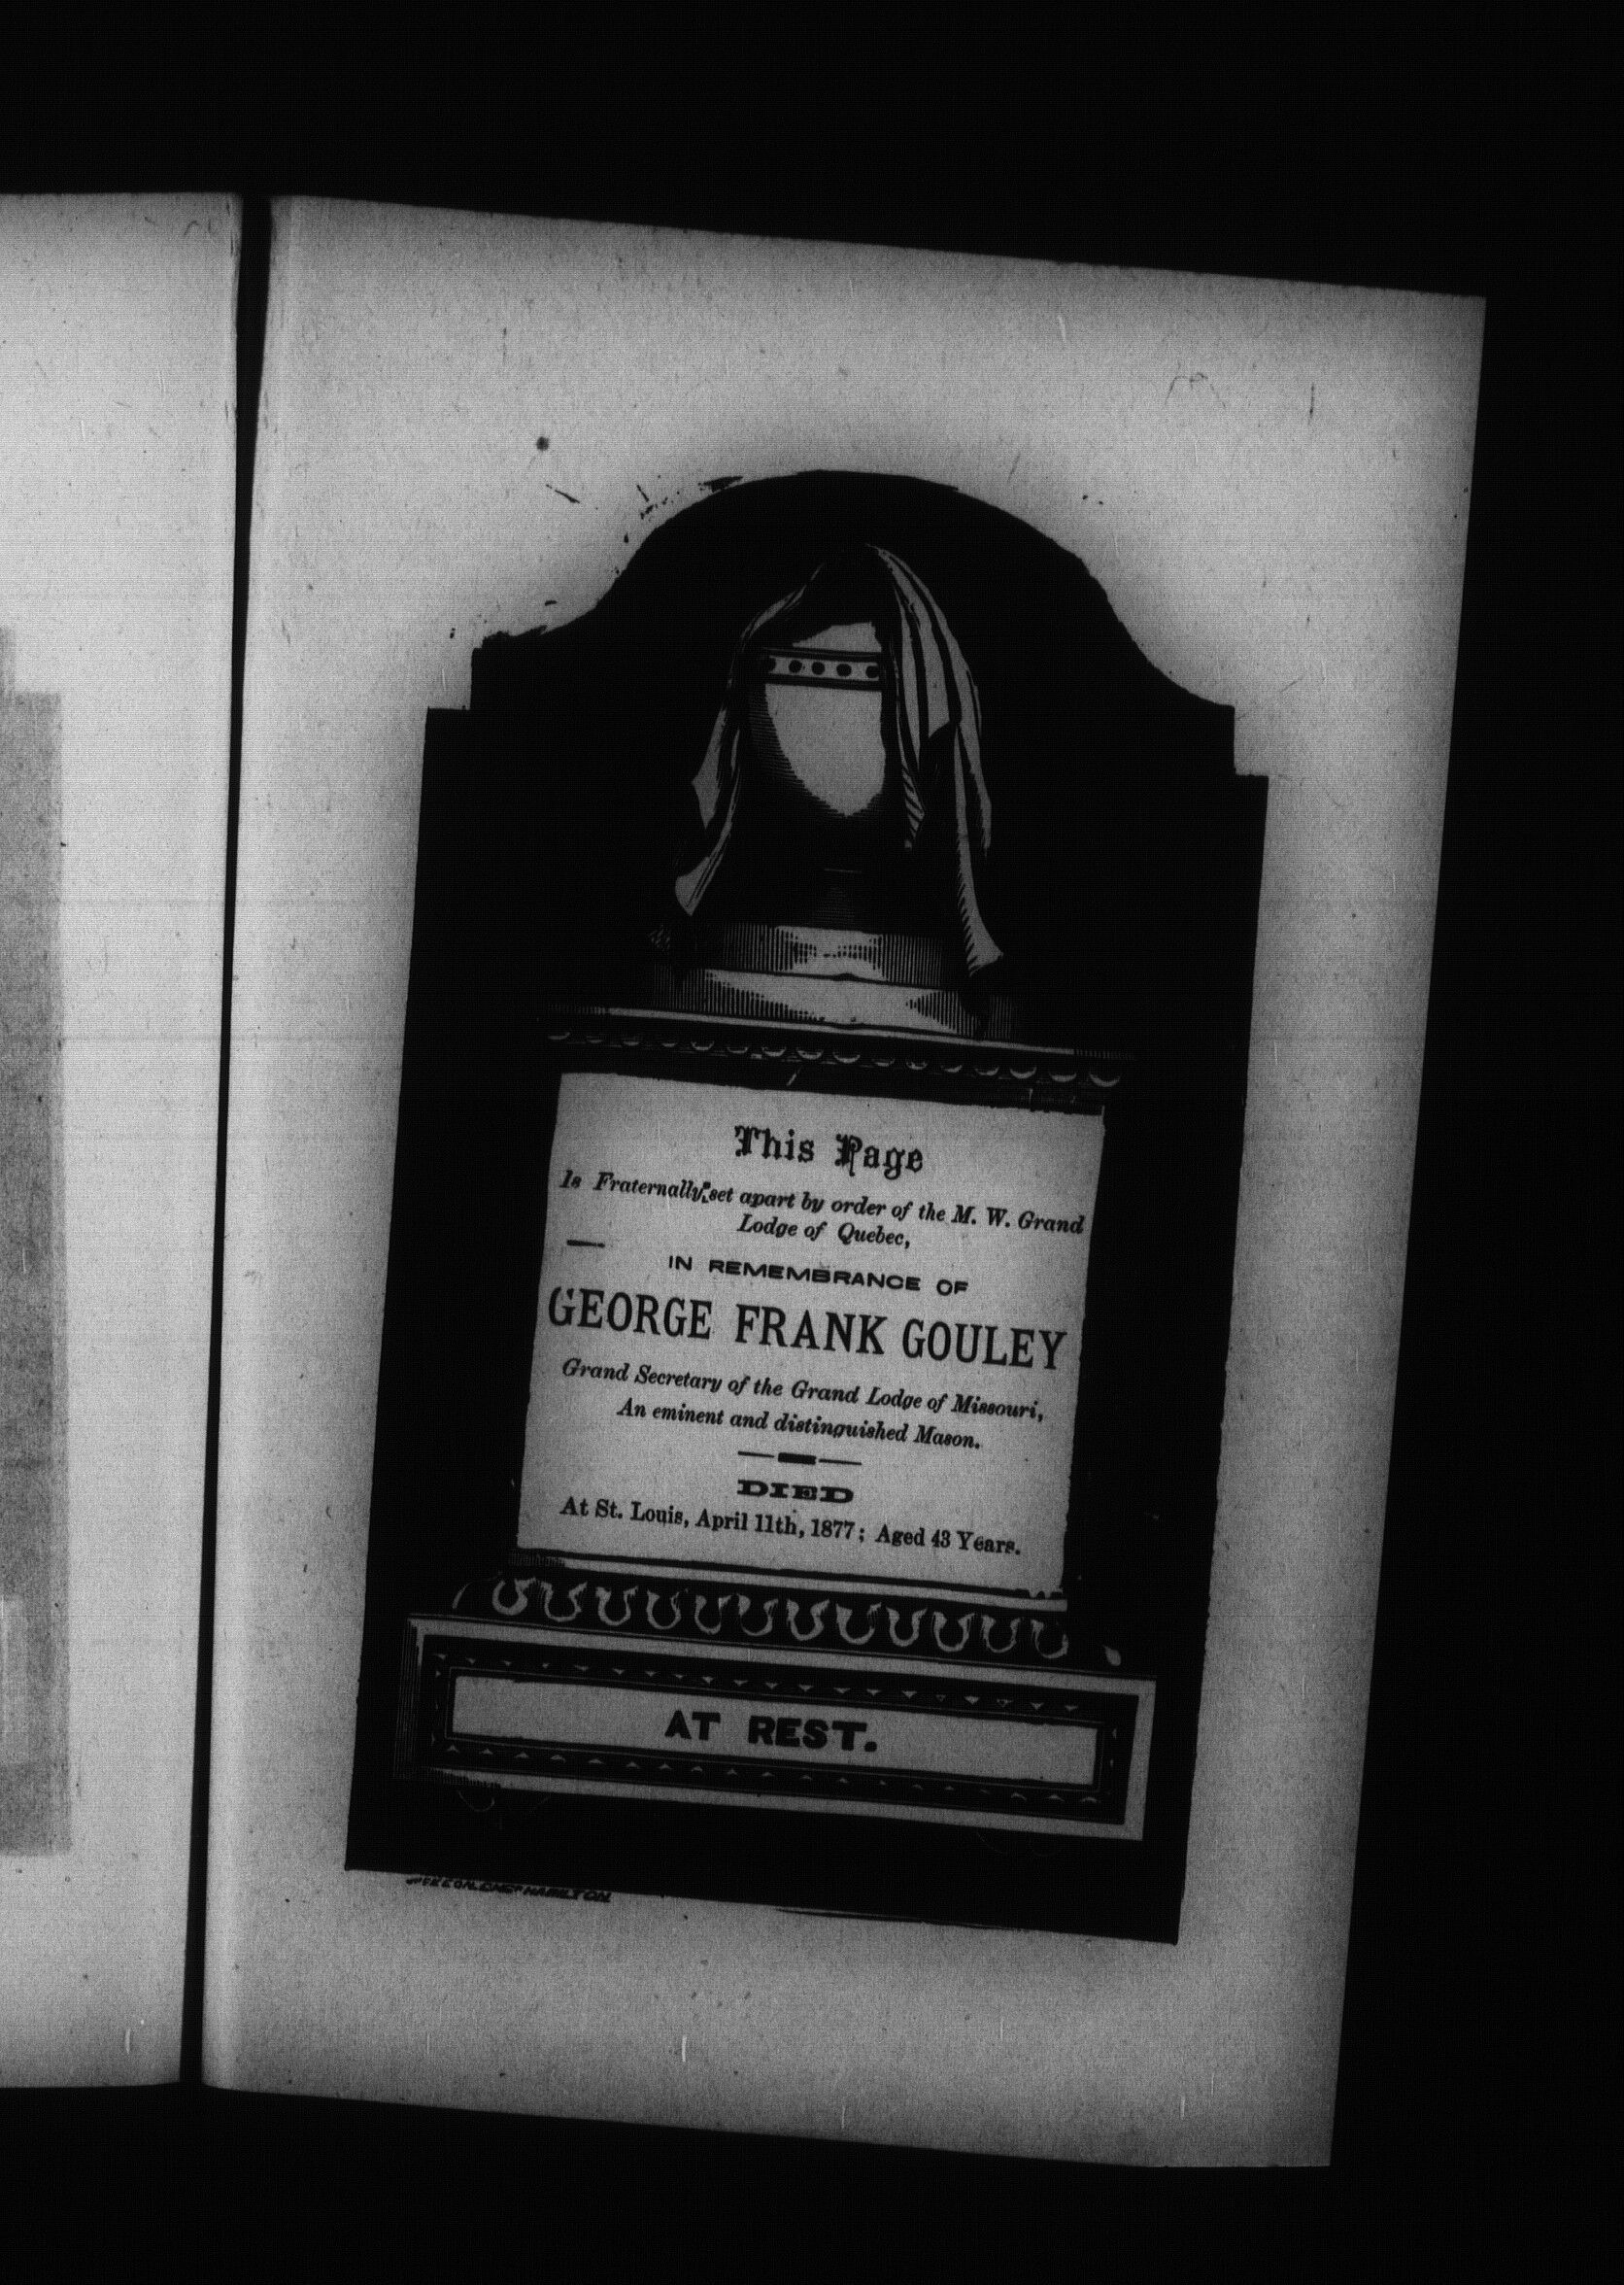 This Page
Is Fraternally set apart by order of the M. W. Grand
Lodge of Quebec,
IN REMEMBRANCE OF
GEORGE FRANK GOULEY
Grand Secretary of the Grand Lodge of Missouri,
An eminent and distinguished Mason.
DIED
At St. Louis, April 11th, 1877; Aged 43 Years.
AT REST.
HAMILTON